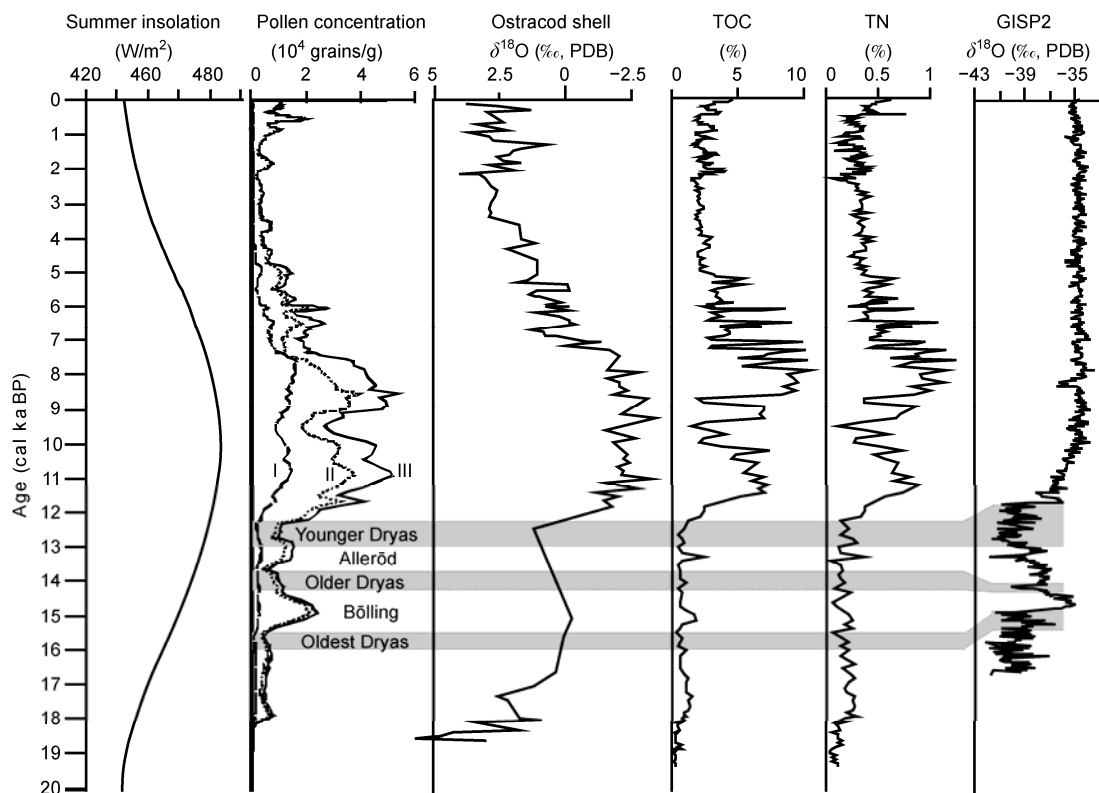 Summer insolation Pollen concentration Ostracod shell TOC TN GISP2
(W/m²) (10⁴ grains/g) δ¹⁸O (‰, PDB) (%) (%) δ¹⁸O (‰, PDB)
420 460 480 0 2 4 6 5 2.5 0 −2.5 0 5 10 0 0.5 1 −43 −39 −35
0
1
2
3
4
5
6
7
8
9
10
11
12
13
14
15
16
17
18
19
20
Age (cal ka BP)
I II III
Younger Dryas
Allerōd
Older Dryas
Bōlling
Oldest Dryas